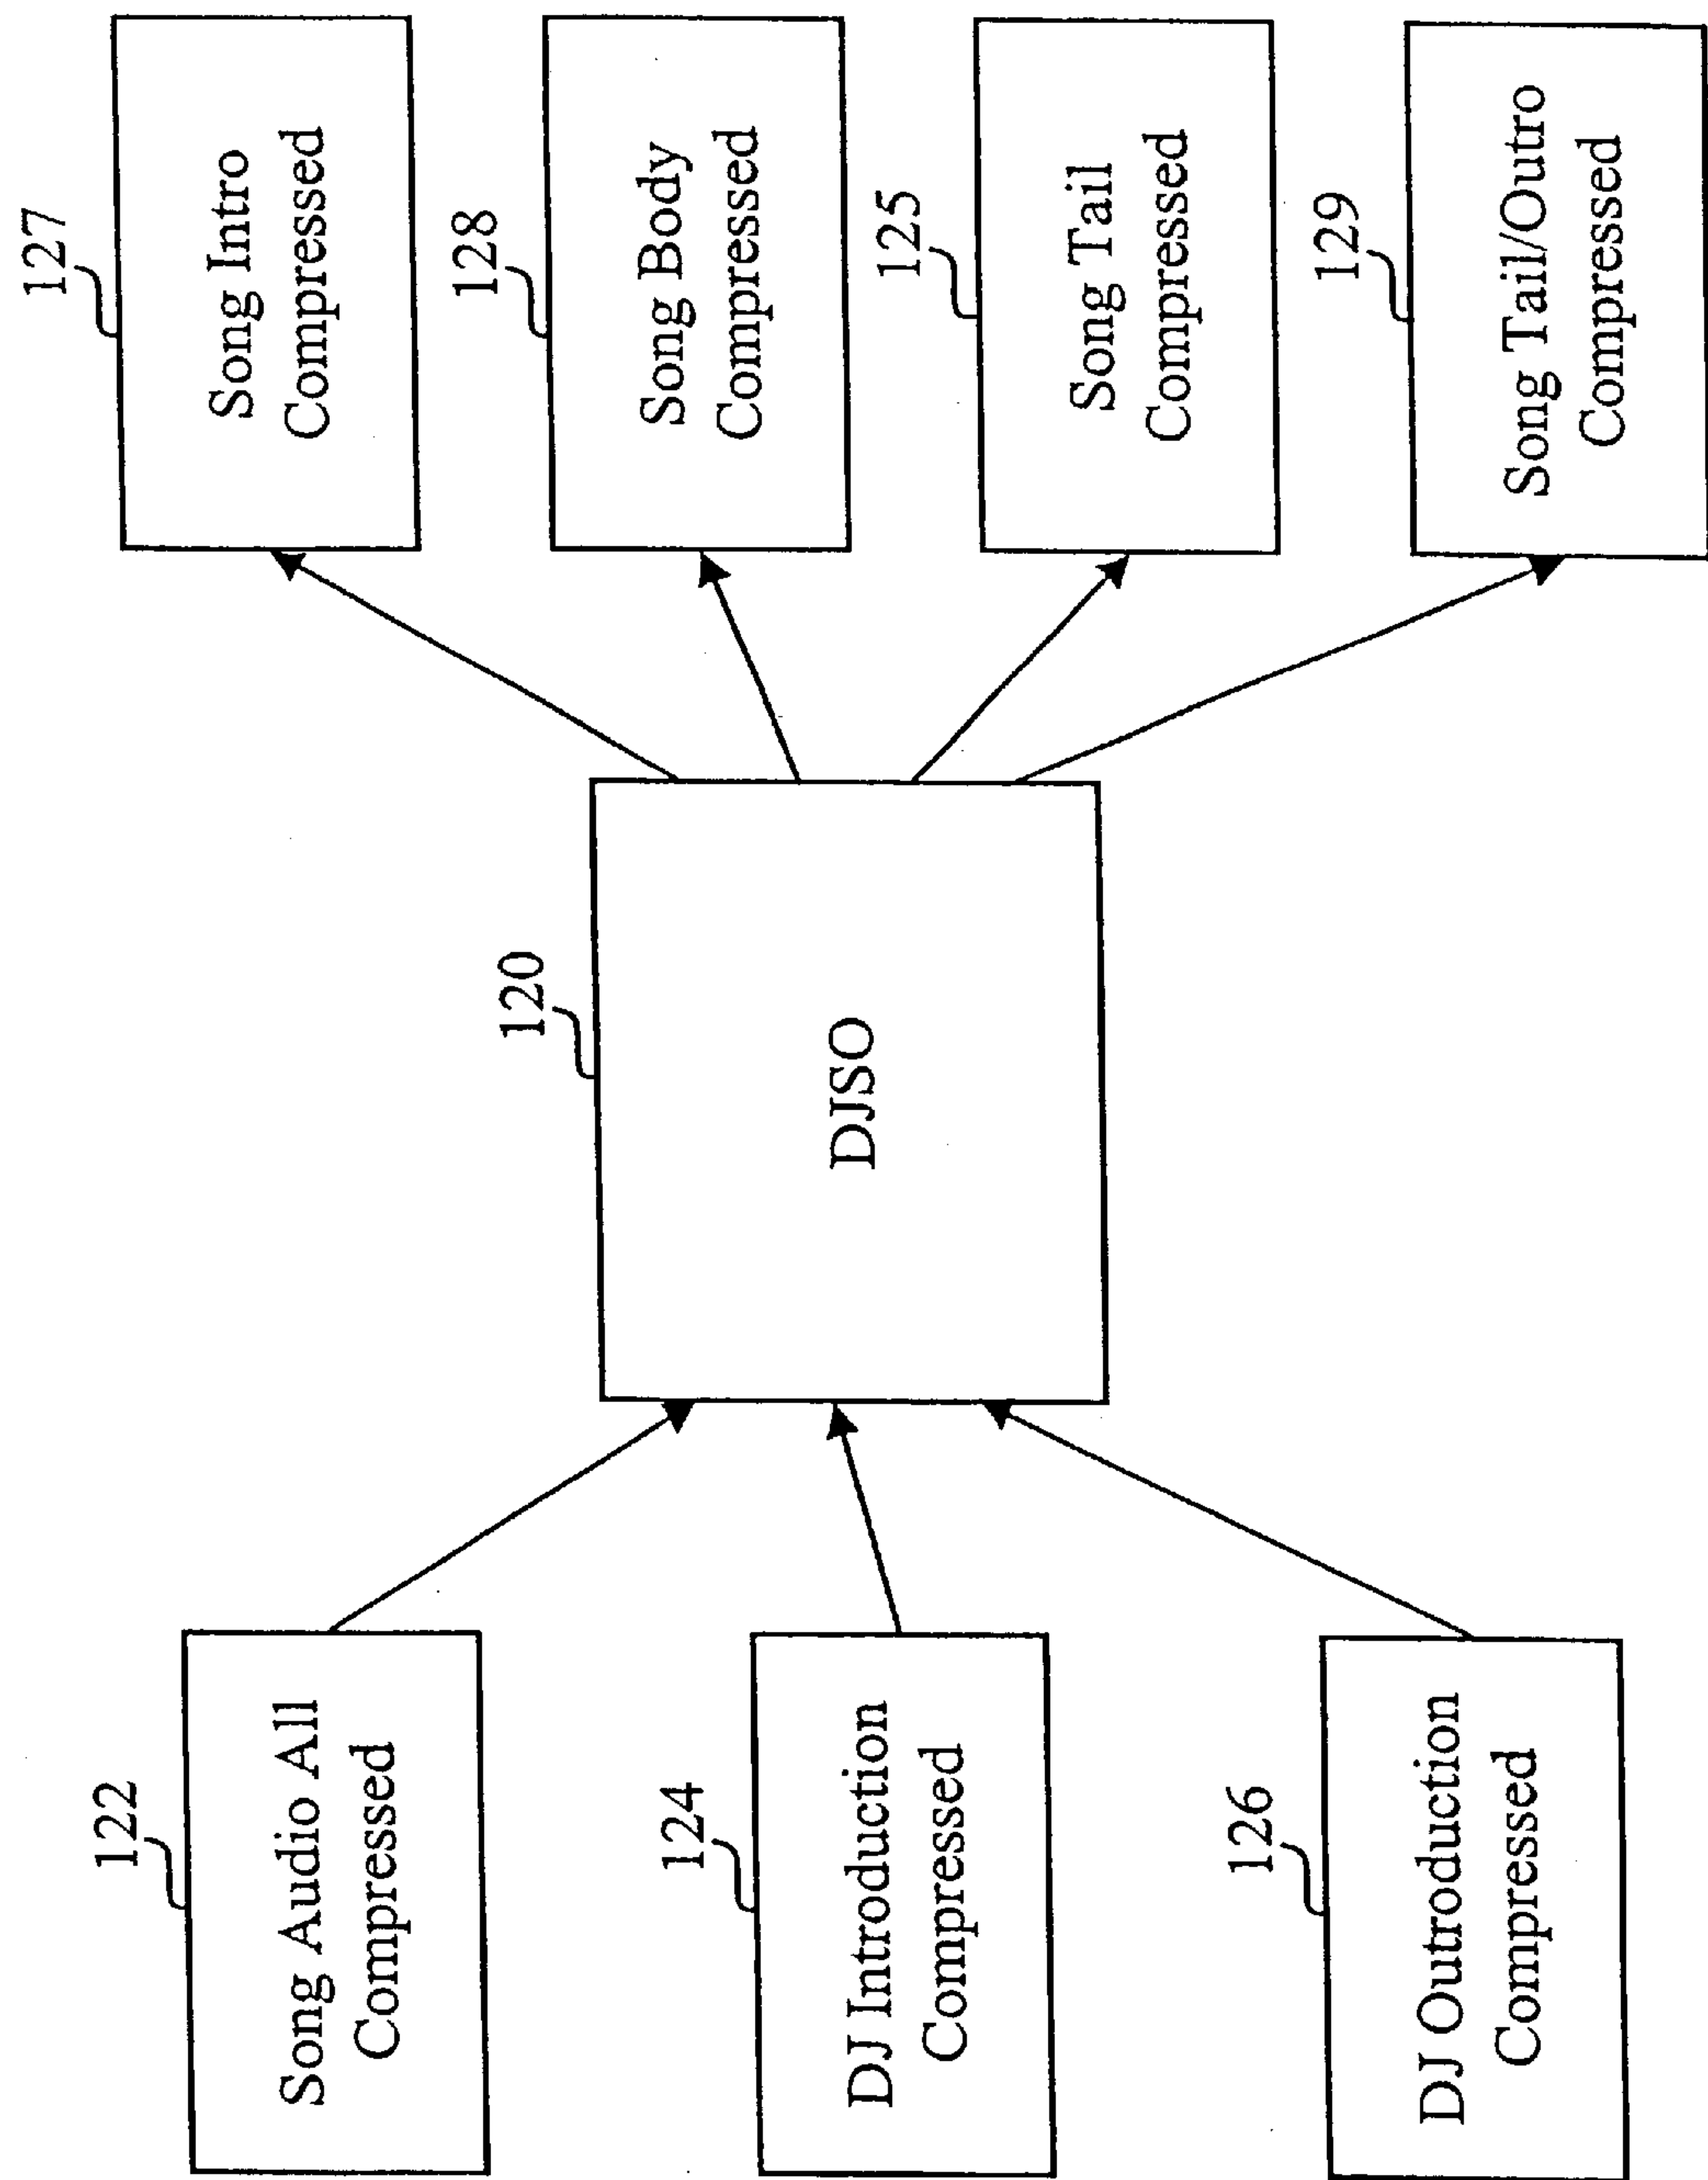 122
Song Audio All
Compressed
124
DJ Introduction
Compressed
126
DJ Outroduction
Compressed
120
DJSO
127
Song Intro
Compressed
128
Song Body
Compressed
125
Song Tail
Compressed
129
Song Tail/Outro
Compressed